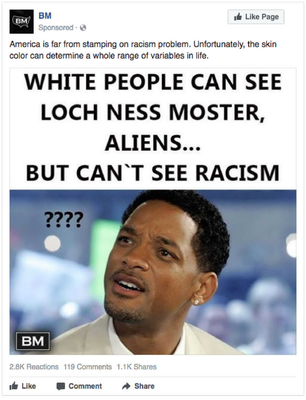 BM
BM
Like Page
Sponsored ·
America is far from stamping on racism problem. Unfortunately, the skin
color can determine a whole range of variables in life.
WHITE PEOPLE CAN SEE
LOCH NESS MOSTER,
ALIENS...
BUT CAN`T SEE RACISM
????
BM
2.8K Reactions 119 Comments 1.1K Shares
Like Comment Share